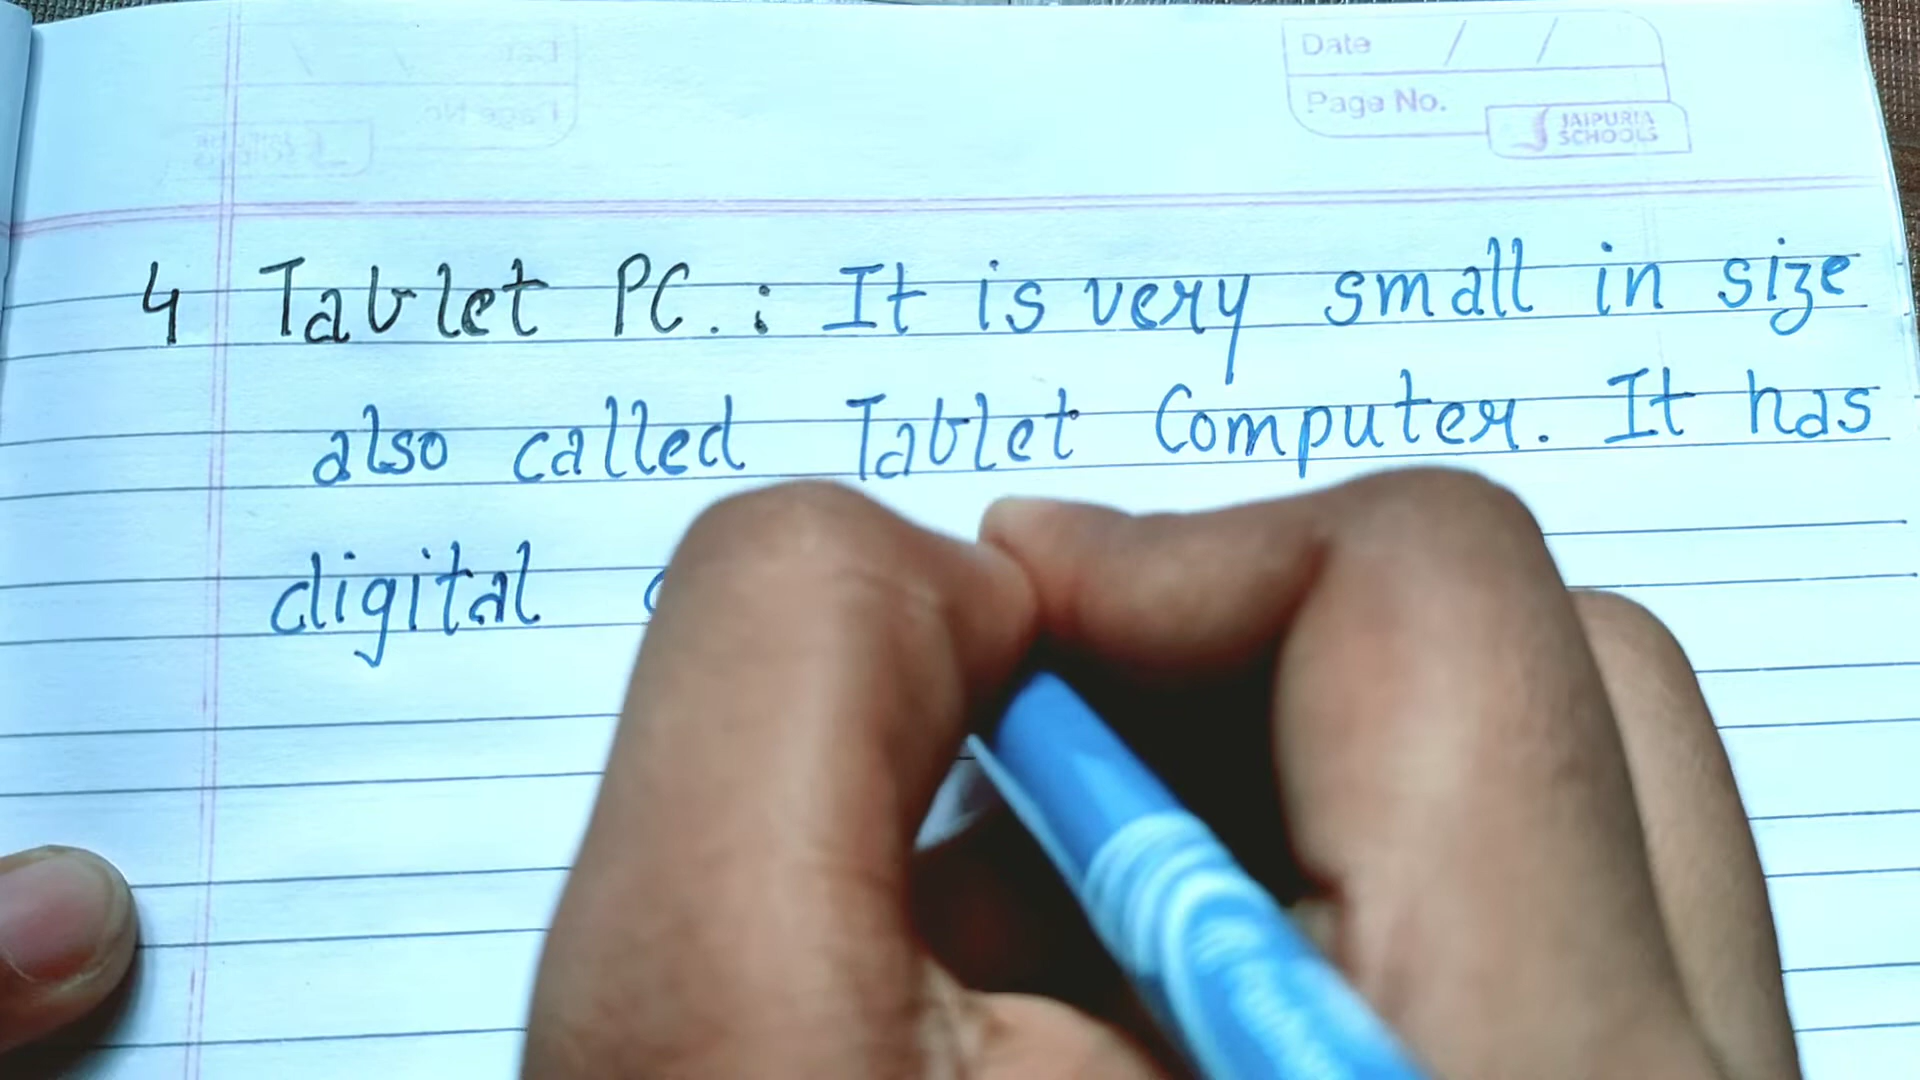 Date / /
Page No.
JAIPURIA
SCHOOLS
4 Tablet PC. : It is very small in size
also called Tablet Computer. It has
digital